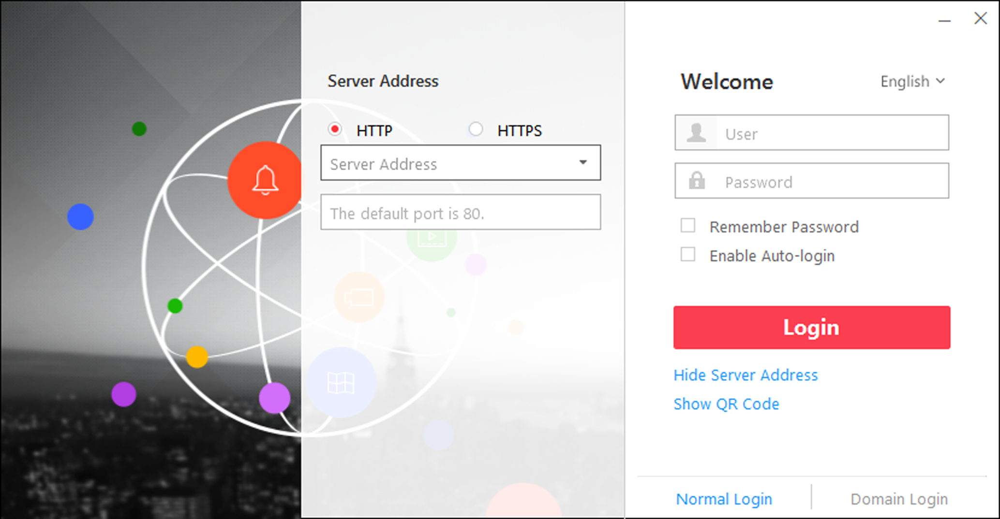 Server Address
HTTP
HTTPS
Server Address
The default port is 80.
Welcome
English
User
Password
Remember Password
Enable Auto-login
Login
Hide Server Address
Show QR Code
Normal Login
Domain Login